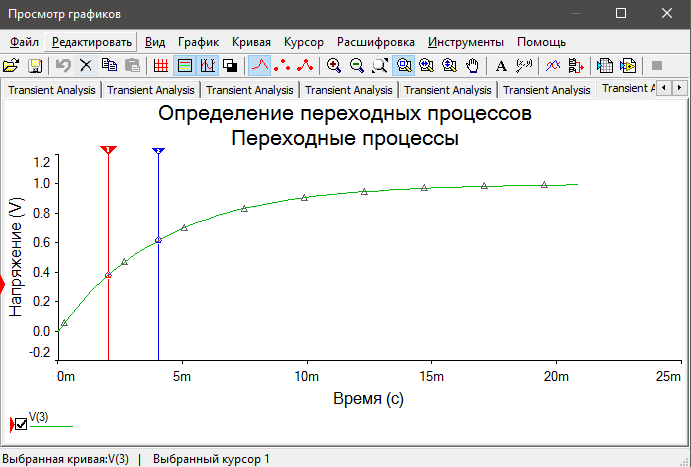 Просмотр графиков
Файл Редактировать Вид График Кривая Курсор Расшифровка Инструменты Помощь
Transient Analysis Transient Analysis Transient Analysis Transient Analysis Transient Analysis Transient Analysis Transient A
Определение переходных процессов
Переходные процессы
1 2
1.2
1.0
0.8
0.6
0.4
0.2
0.0
-0.2
Напряжение (V)
0m 5m 10m 15m 20m 25m
Время (с)
V(3)
Выбранная кривая:V(3) | Выбранный курсор 1